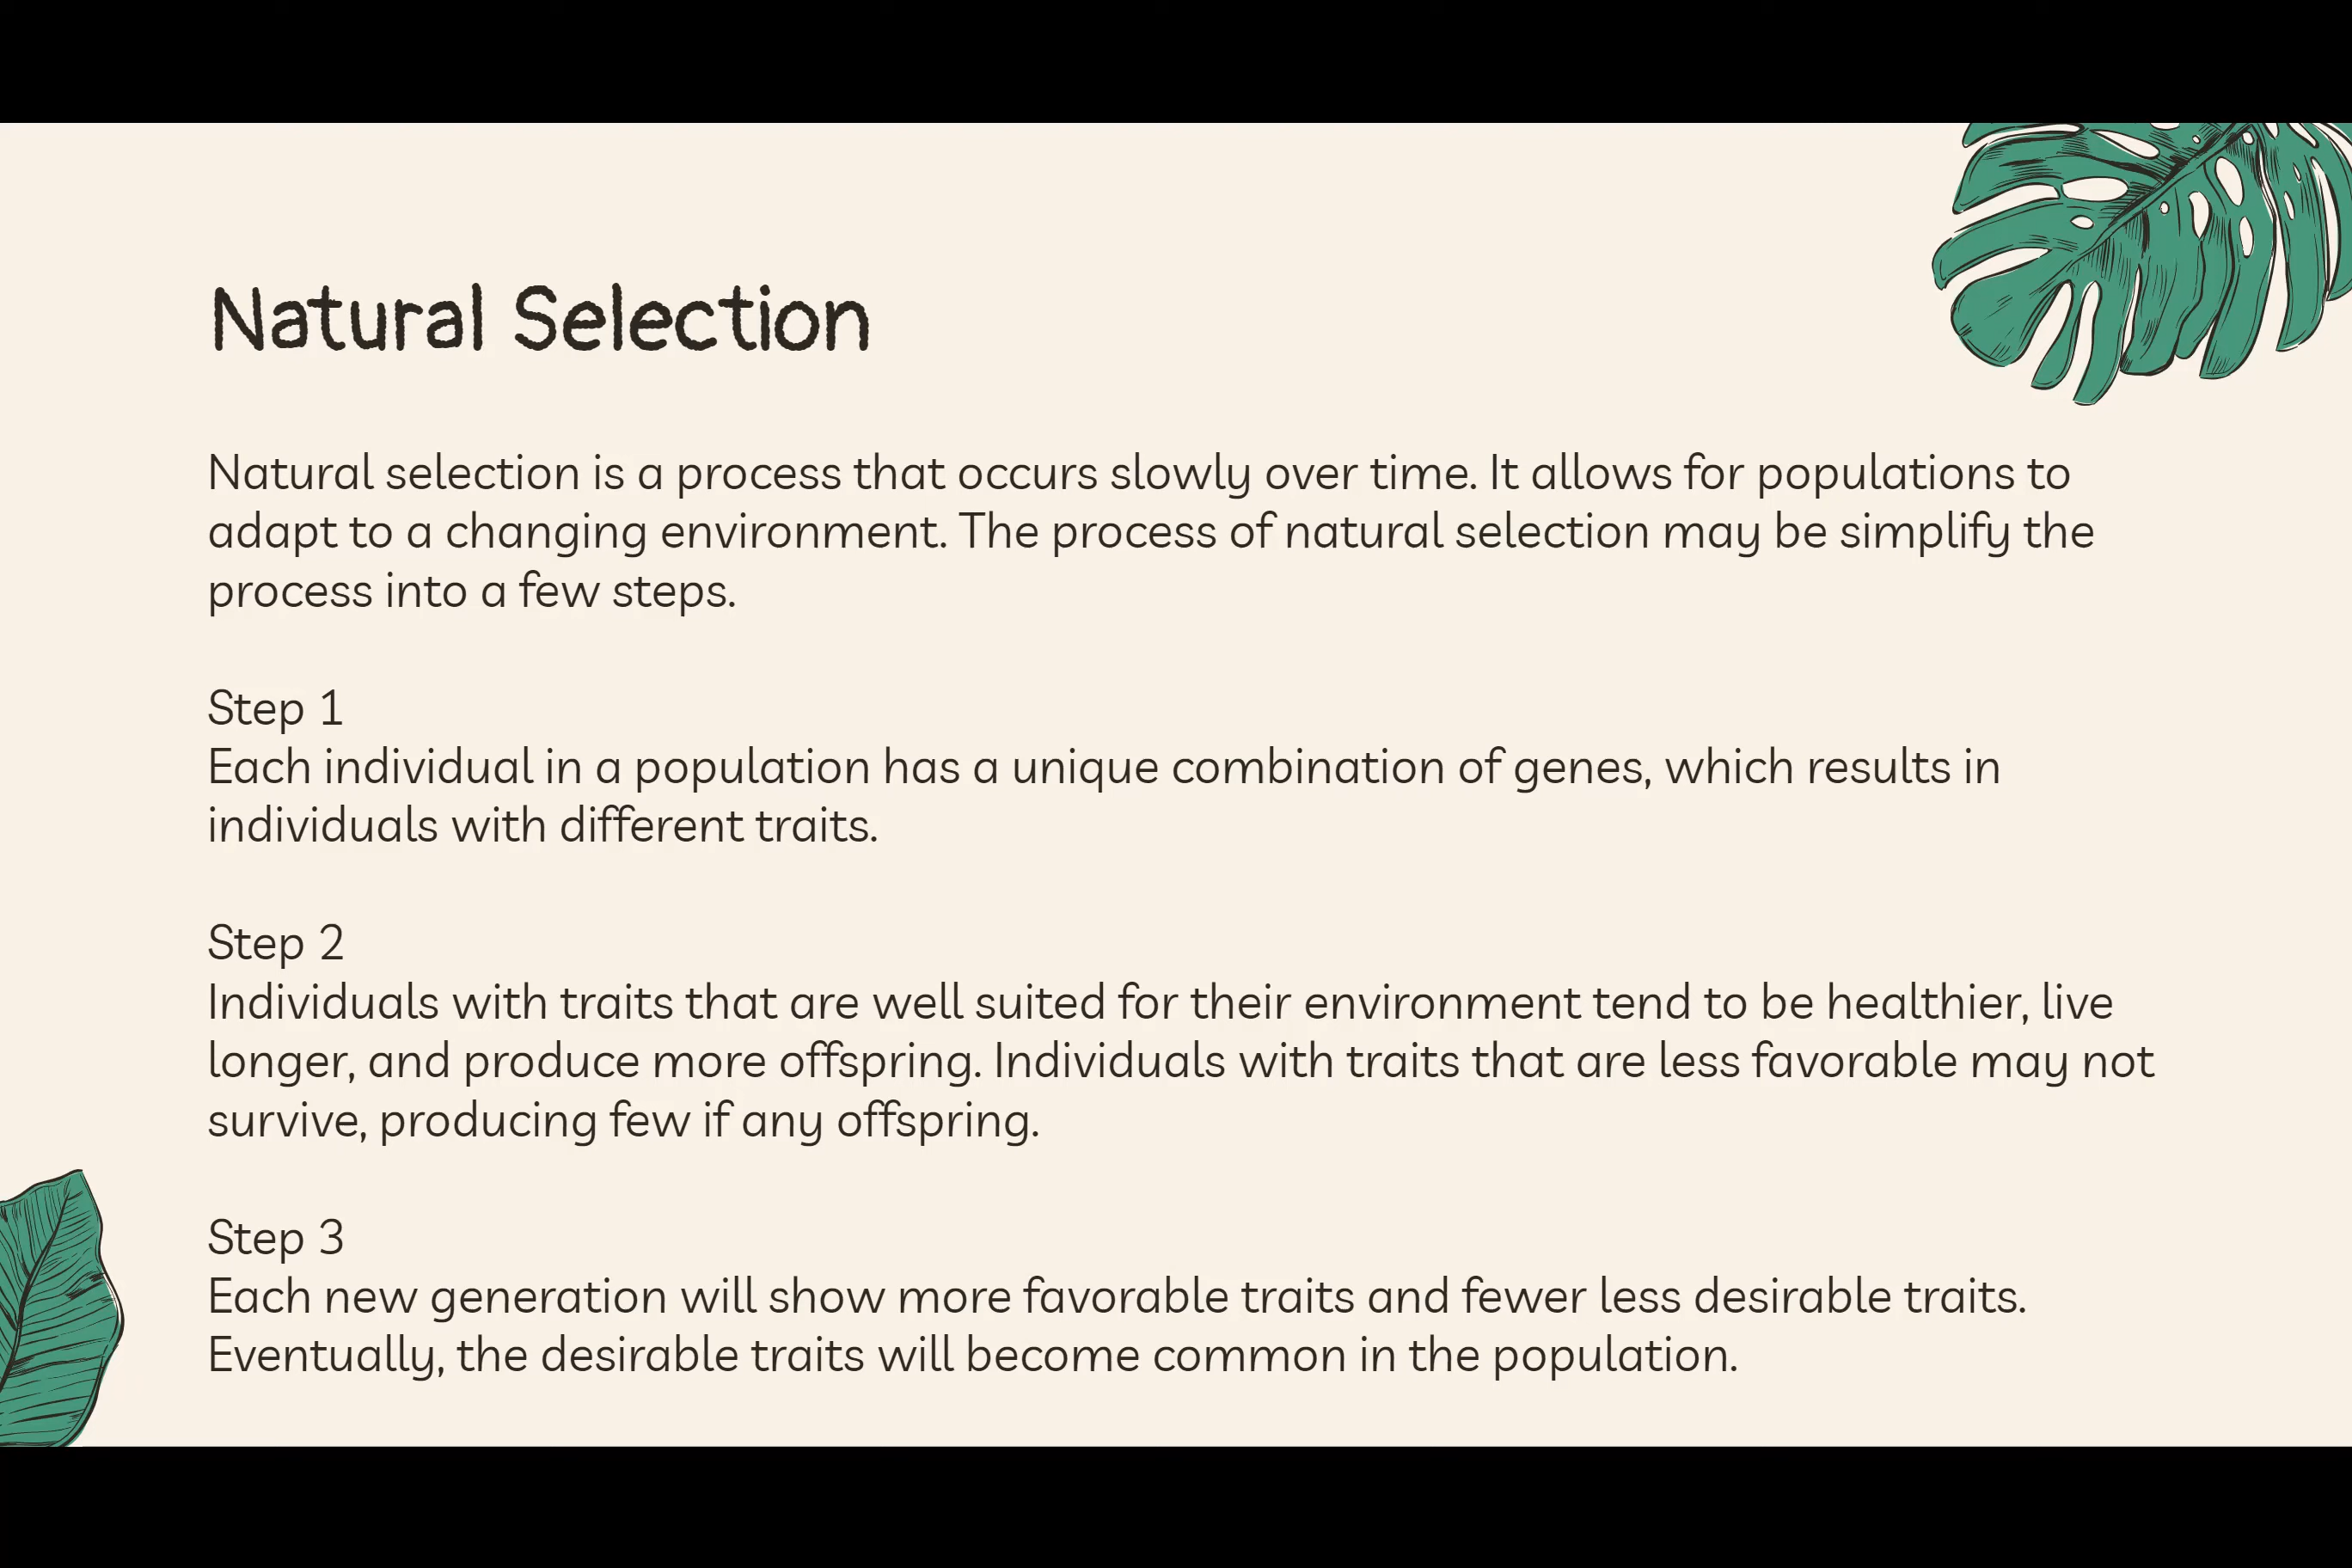 Natural Selection
Natural selection is a process that occurs slowly over time. It allows for populations to
adapt to a changing environment. The process of natural selection may be simplify the
process into a few steps.
Step 1
Each individual in a population has a unique combination of genes, which results in
individuals with different traits.
Step 2
Individuals with traits that are well suited for their environment tend to be healthier, live
longer, and produce more offspring. Individuals with traits that are less favorable may not
survive, producing few if any offspring.
Step 3
Each new generation will show more favorable traits and fewer less desirable traits.
Eventually, the desirable traits will become common in the population.